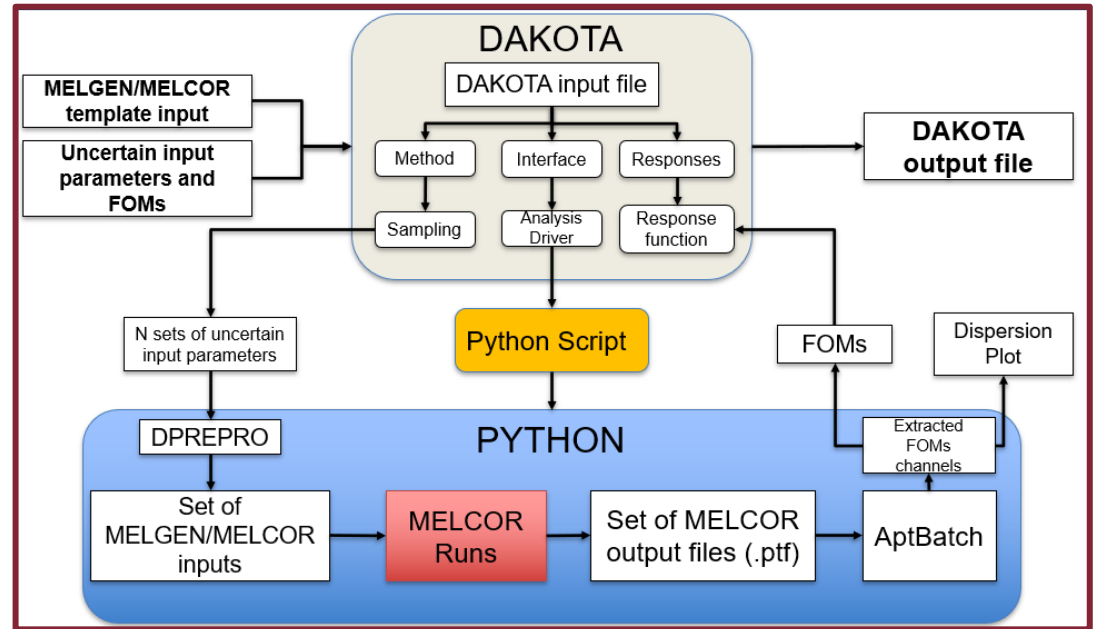 DAKOTA
DAKOTA input file
MELGEN/MELCOR
template input
Uncertain input
parameters and
FOMs
Method
Interface
Responses
DAKOTA
output file
Sampling
Analysis
Driver
Response
function
N sets of uncertain
input parameters
Python Script
FOMs
Dispersion
Plot
DPREPRO
PYTHON
Extracted
FOMs
channels
Set of
MELGEN/MELCOR
inputs
MELCOR
Runs
Set of MELCOR
output files (.ptf)
AptBatch